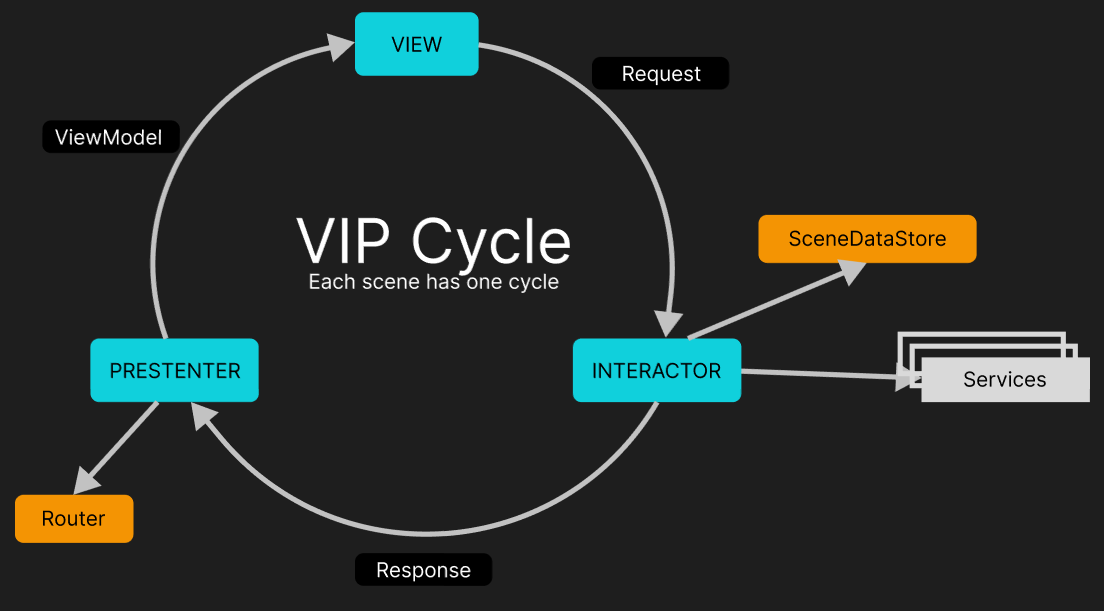 VIEW
Request
ViewModel
VIP Cycle
Each scene has one cycle
SceneDataStore
PRESTENTER
INTERACTOR
Services
Router
Response